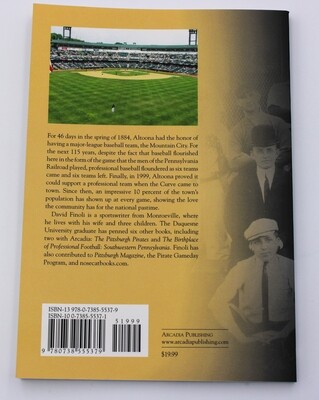 For 46 days in the spring of 1884, Altoona had the honor of
having a major-league baseball team, the Mountain City. For
the next 115 years, despite the fact that baseball flourished
here in the form of the game that the men of the Pennsylvania
Railroad played, professional baseball floundered as six teams
came and six teams left. Finally, in 1999, Altoona proved it
could support a professional team when the Curve came to
town. Since then, an impressive 10 percent of the town's
population has shown up at every game, showing the love
the community has for the national pastime.
David Finoli is a sportswriter from Monroeville, where
he lives with his wife and three children. The Duquesne
University graduate has penned six other books, including
two with Arcadia: The Pittsburgh Pirates and The Birthplace
of Professional Football: Southwestern Pennsylvania. Finoli has
also contributed to Pittsburgh Magazine, the Pirate Gameday
Program, and nosecatbooks.com.
ISBN-13 978-0-7385-5537-9
ISBN-10 0-7385-5537-1
51999
9 780738 555379
ARCADIA PUBLISHING
www.arcadiapublishing.com
$19.99